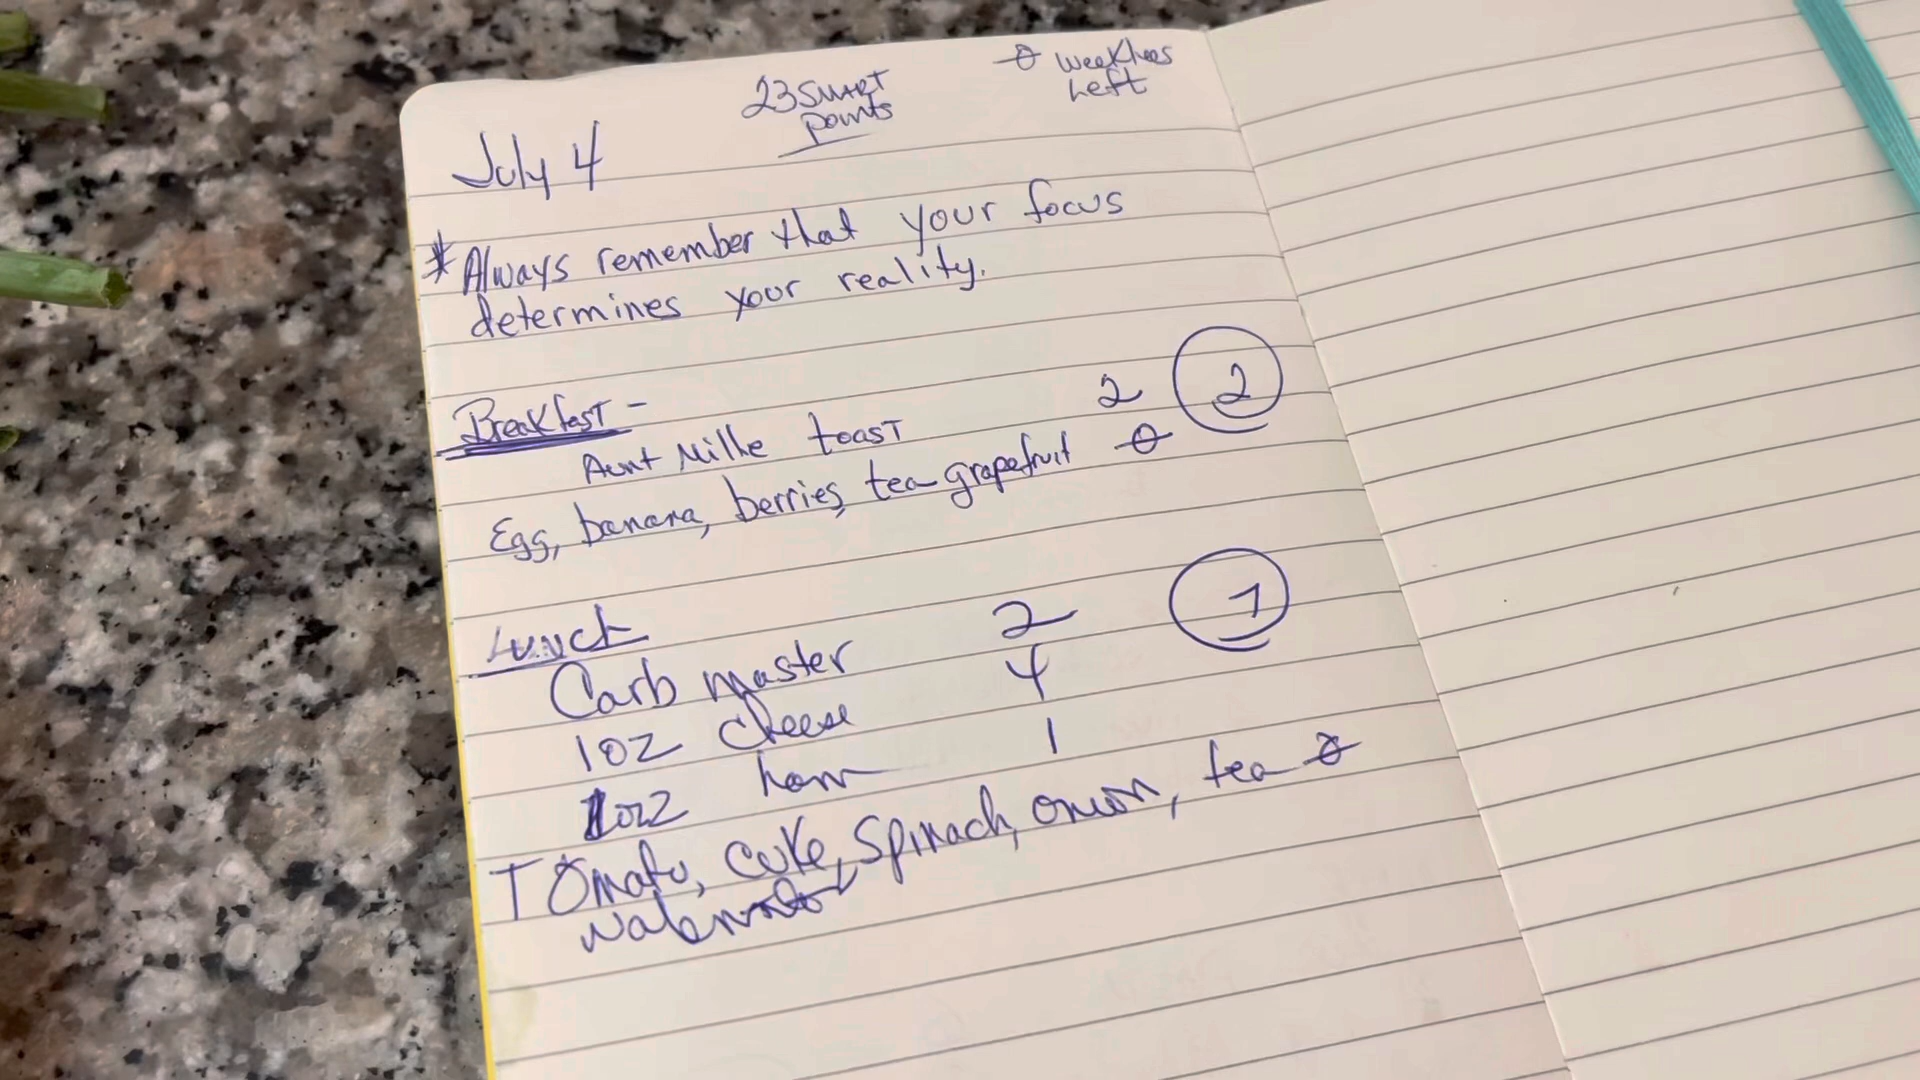 23 SMART points
0 Weeklies Left
July 4
* Always remember that your focus
determines your reality.
Breakfast -
Aunt Millie toast 2 2
Egg, banana, berries, tea grapefruit 0
Lunch 7
Carb master 2
1oz cheese 4
oz ham 1
Tomato, cuke, spinach, onion, tea 0